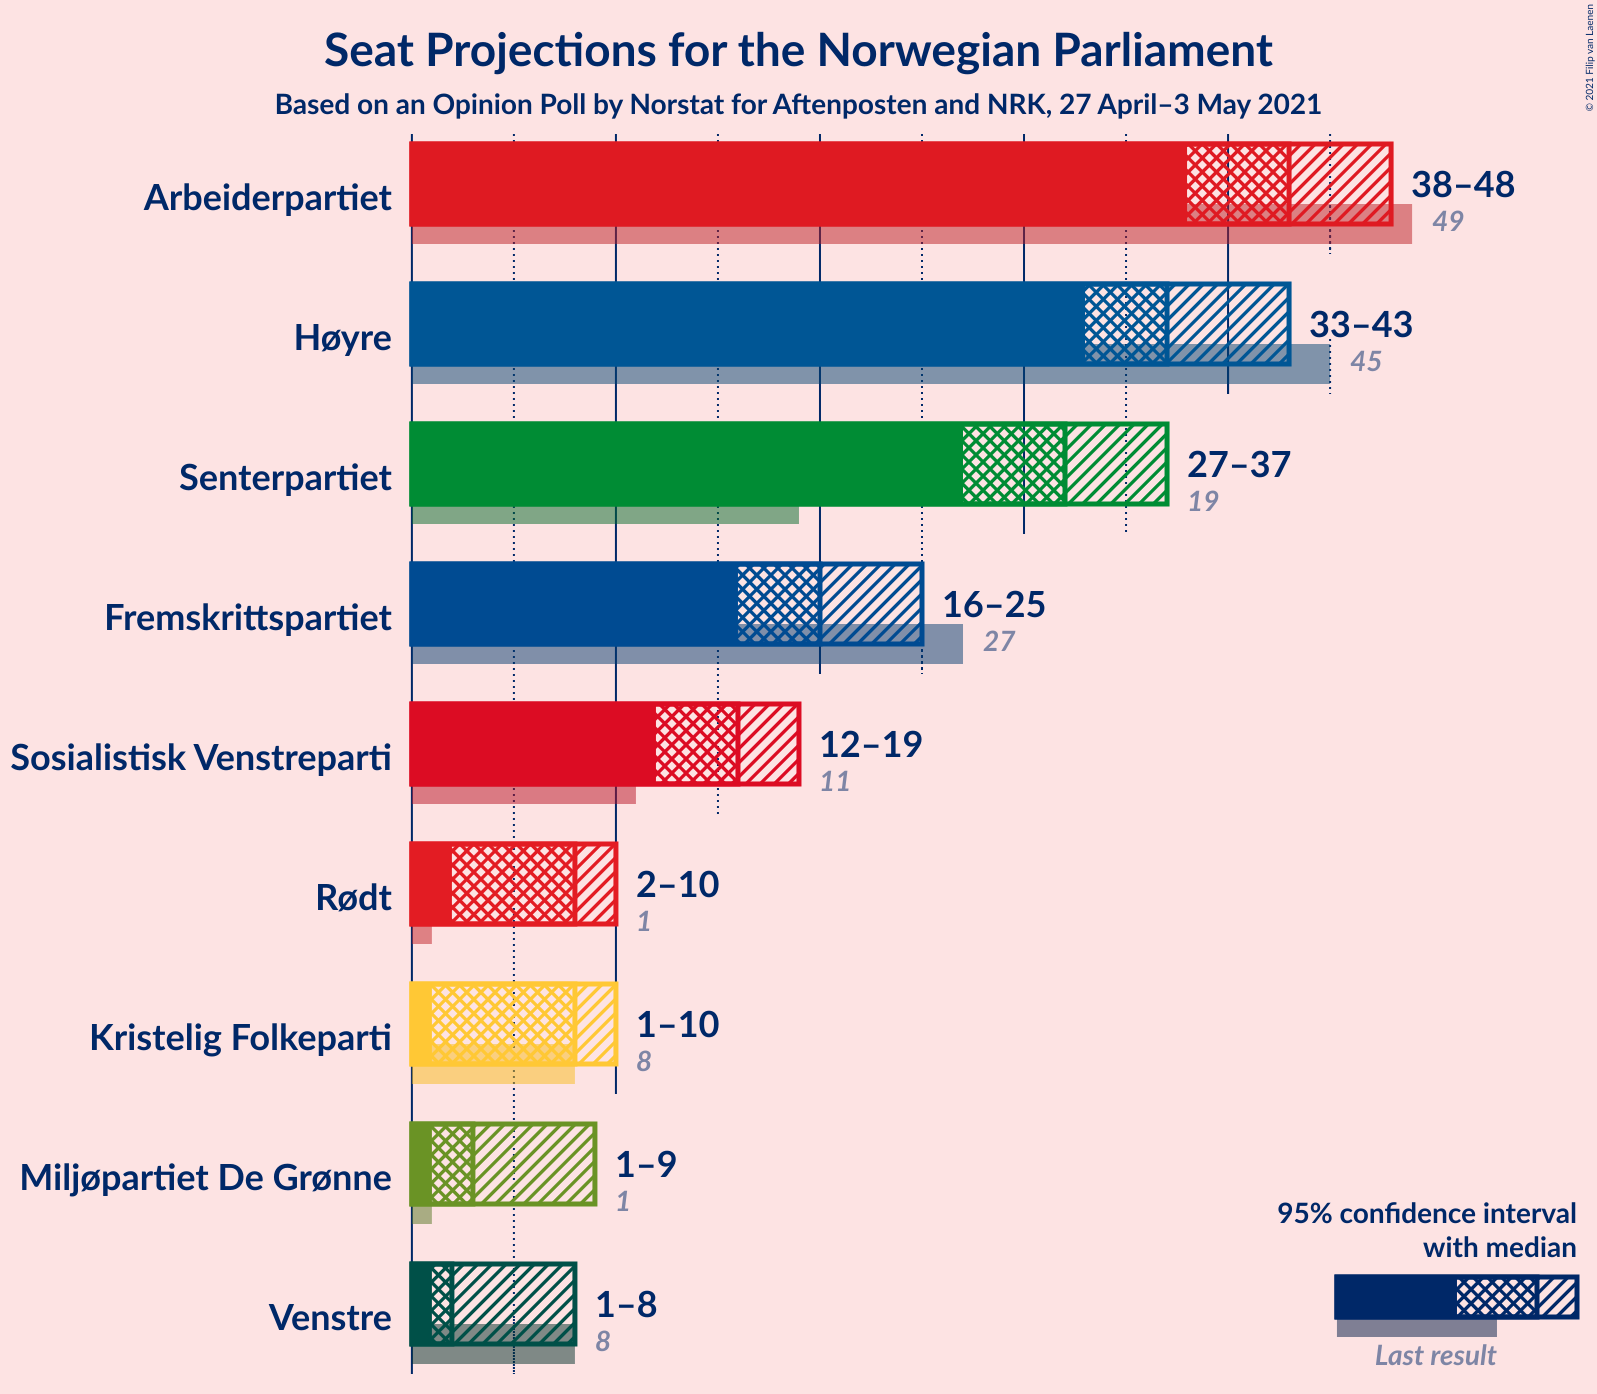 Seat Projections for the Norwegian Parliament
Based on an Opinion Poll by Norstat for Aftenposten and NRK, 27 April–3 May 2021
© 2021 Filip van Laenen
Arbeiderpartiet
38–48
49
Høyre
33–43
45
Senterpartiet
27–37
19
Fremskrittspartiet
16–25
27
Sosialistisk Venstreparti
12–19
11
Rødt
2–10
1
Kristelig Folkeparti
1–10
8
Miljøpartiet De Grønne
1–9
1
Venstre
1–8
8
95% confidence interval
with median
Last result